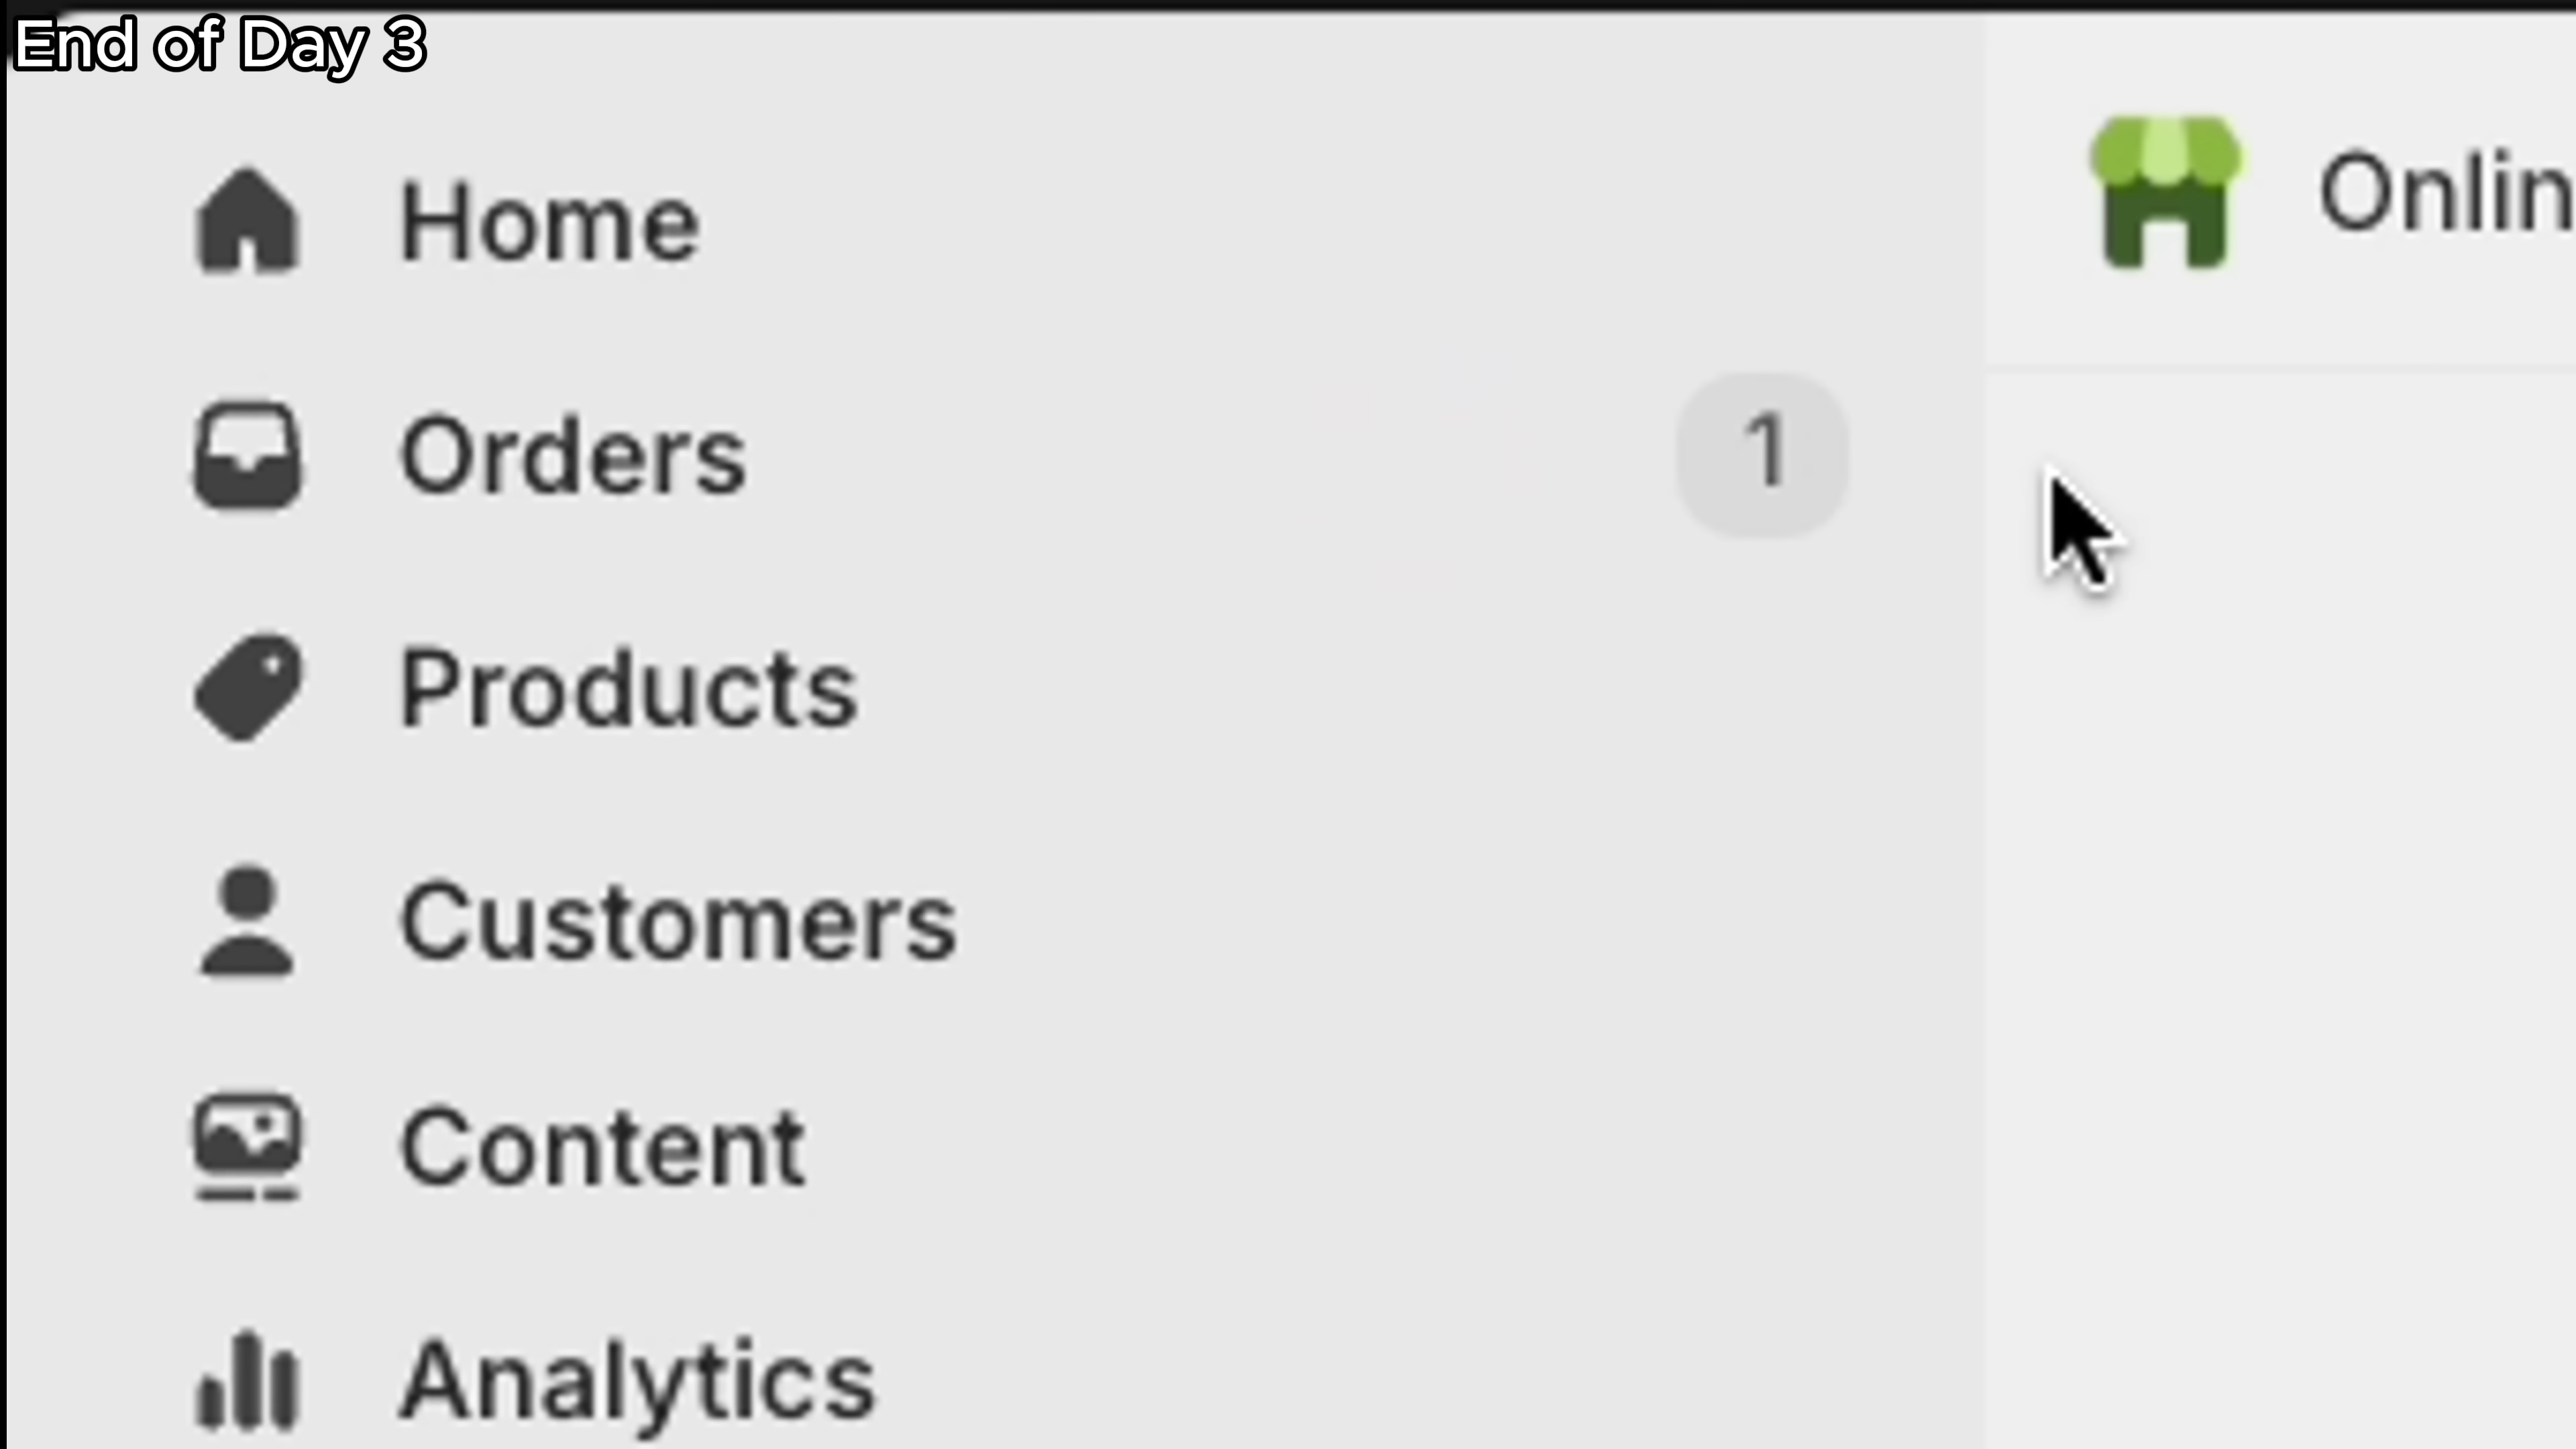 End of Day 3
Home
Onlin
Orders
1
Products
Customers
Content
Analytics